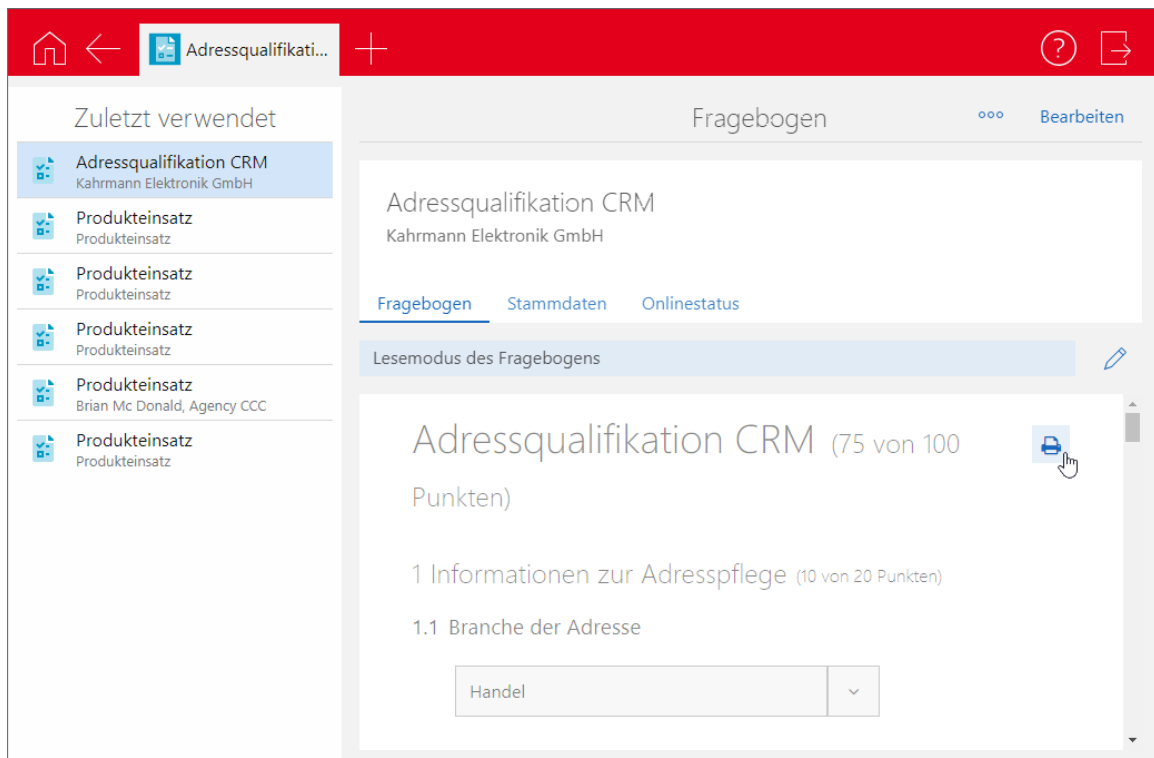 Adressqualifikati...
Zuletzt verwendet
Adressqualifikation CRM
Kahrmann Elektronik GmbH
Produkteinsatz
Produkteinsatz
Produkteinsatz
Produkteinsatz
Produkteinsatz
Produkteinsatz
Produkteinsatz
Brian Mc Donald, Agency CCC
Produkteinsatz
Produkteinsatz
Fragebogen
Bearbeiten
Adressqualifikation CRM
Kahrmann Elektronik GmbH
Fragebogen Stammdaten Onlinestatus
Lesemodus des Fragebogens
Adressqualifikation CRM (75 von 100
Punkten)
1 Informationen zur Adresspflege (10 von 20 Punkten)
1.1 Branche der Adresse
Handel